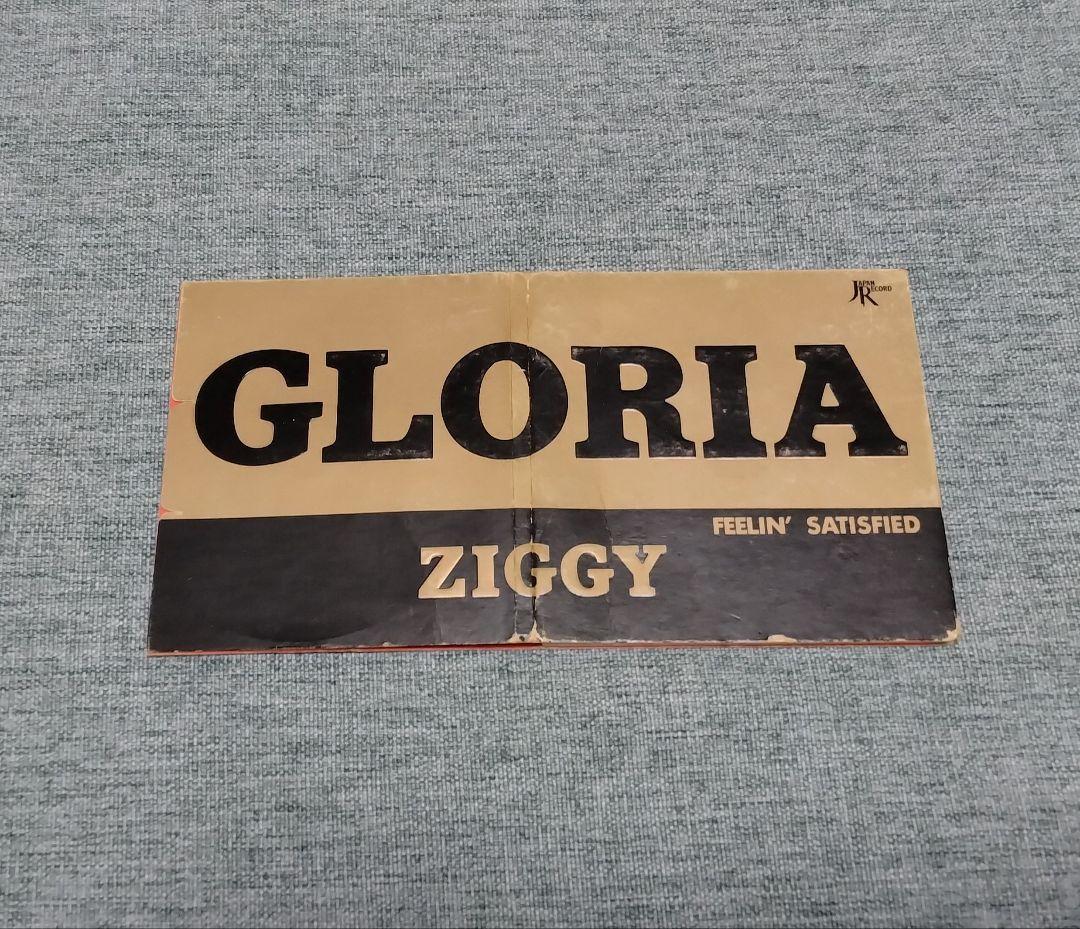 JAPAN RECORD
GLORIA
FEELIN' SATISFIED
ZIGGY